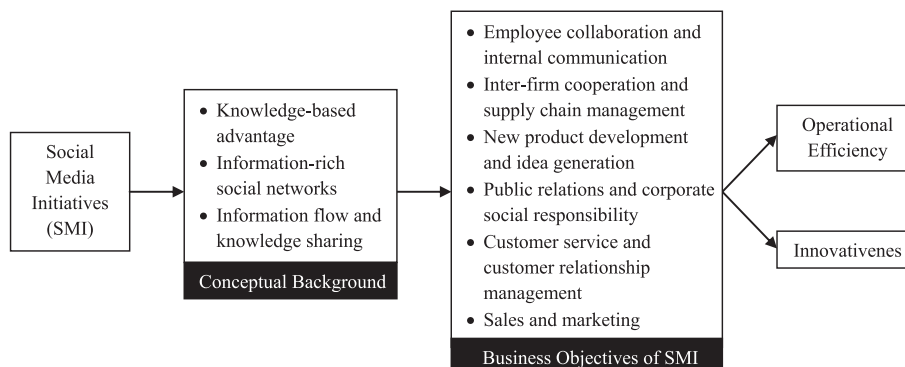 Social
Media
Initiatives
(SMI)
• Knowledge-based
advantage
• Information-rich
social networks
• Information flow and
knowledge sharing
Conceptual Background
• Employee collaboration and
internal communication
• Inter-firm cooperation and
supply chain management
• New product development
and idea generation
• Public relations and corporate
social responsibility
• Customer service and
customer relationship
management
• Sales and marketing
Business Objectives of SMI
Operational
Efficiency
Innovativenes